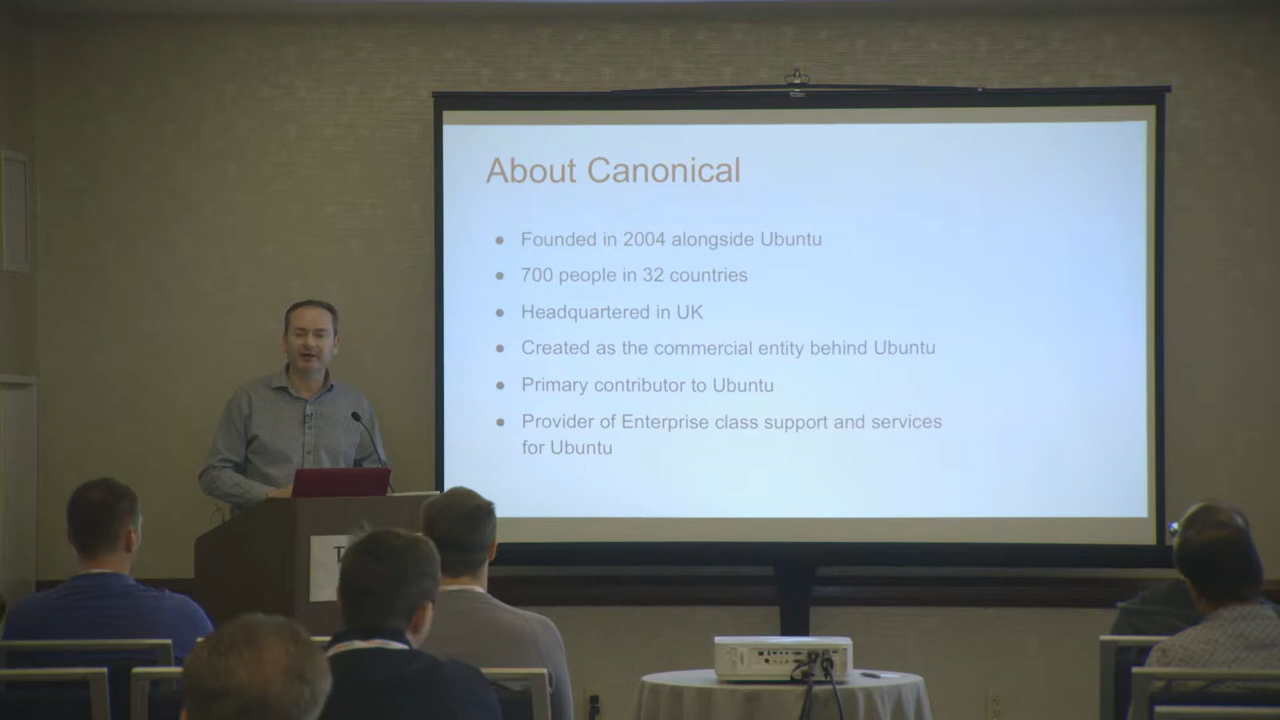 About Canonical
● Founded in 2004 alongside Ubuntu
● 700 people in 32 countries
● Headquartered in UK
● Created as the commercial entity behind Ubuntu
● Primary contributor to Ubuntu
● Provider of Enterprise class support and services
for Ubuntu